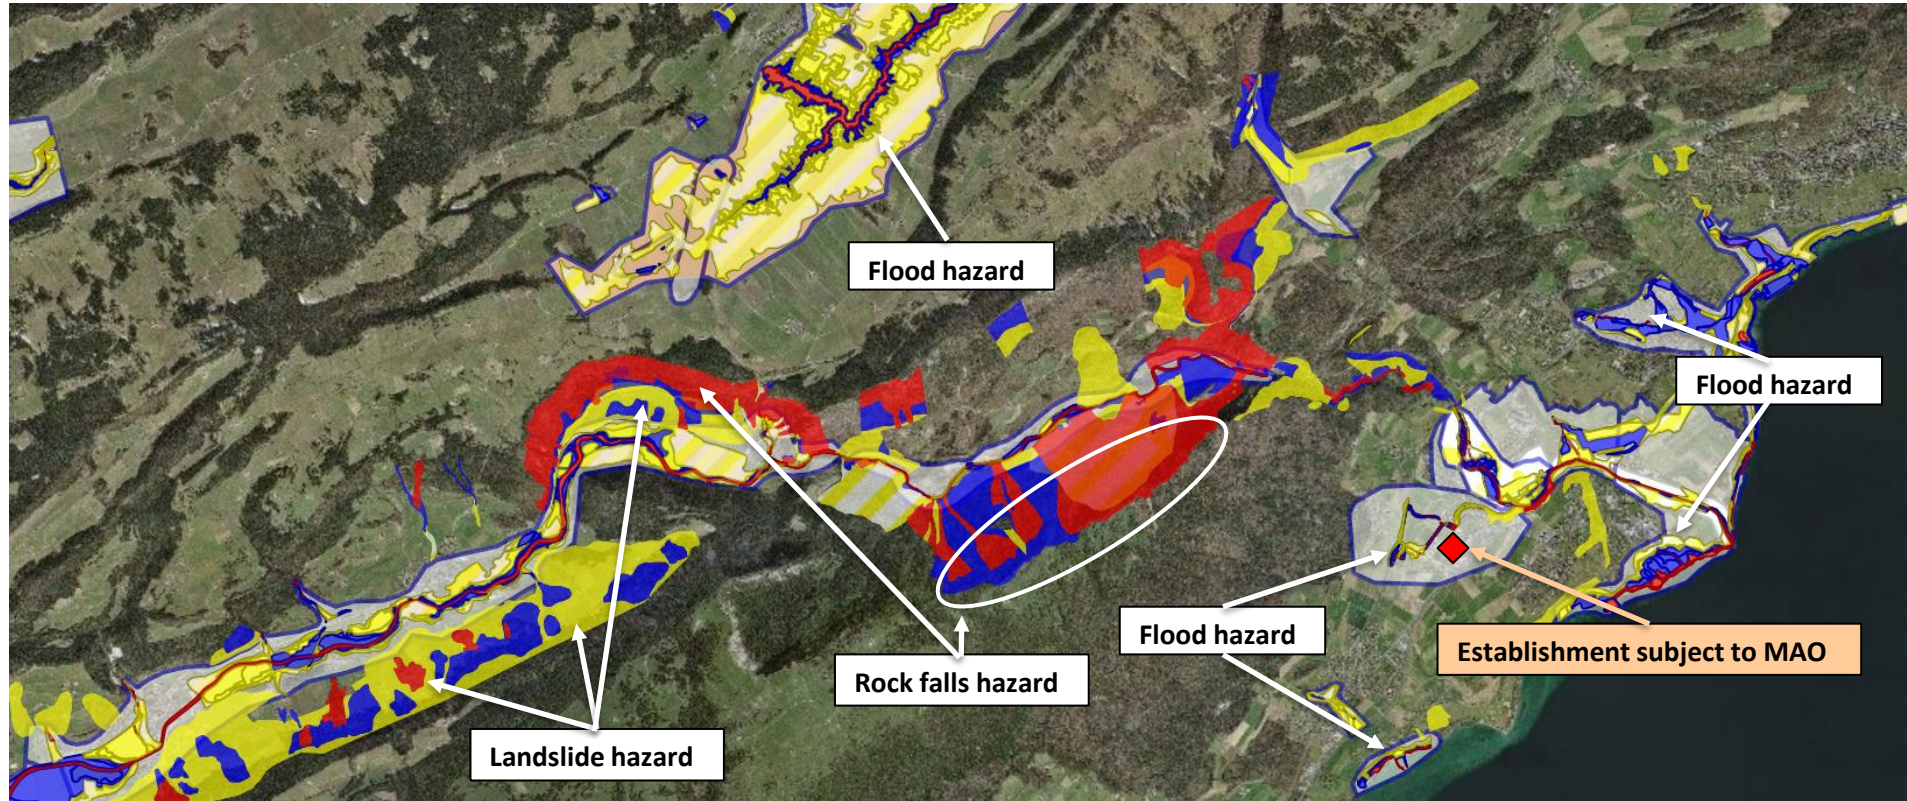 Flood hazard
Flood hazard
Flood hazard
Establishment subject to MAO
Rock falls hazard
Landslide hazard